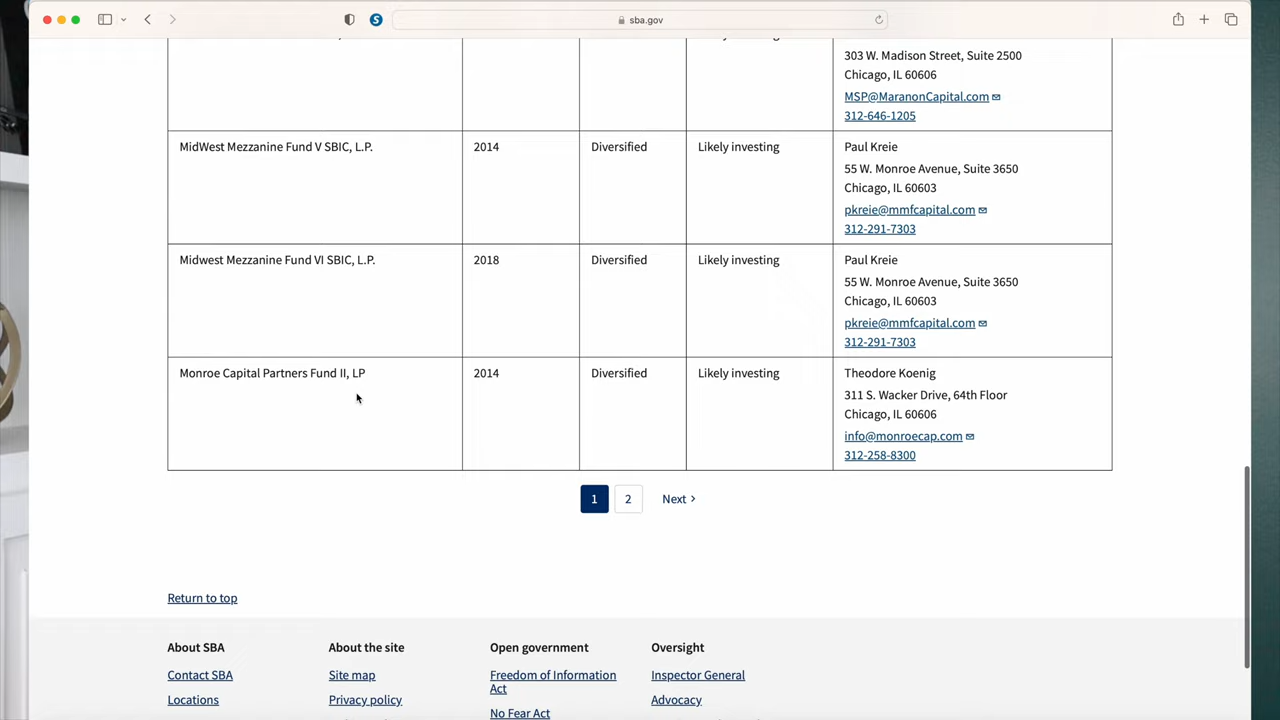 sba.gov
303 W. Madison Street, Suite 2500
Chicago, IL 60606
MSP@MaranonCapital.com
312-646-1205
MidWest Mezzanine Fund V SBIC, L.P. 2014 Diversified Likely investing Paul Kreie
55 W. Monroe Avenue, Suite 3650
Chicago, IL 60603
pkreie@mmfcapital.com
312-291-7303
Midwest Mezzanine Fund VI SBIC, L.P. 2018 Diversified Likely investing Paul Kreie
55 W. Monroe Avenue, Suite 3650
Chicago, IL 60603
pkreie@mmfcapital.com
312-291-7303
Monroe Capital Partners Fund II, LP 2014 Diversified Likely investing Theodore Koenig
311 S. Wacker Drive, 64th Floor
Chicago, IL 60606
info@monroecap.com
312-258-8300
1 2 Next
Return to top
About SBA About the site Open government Oversight
Contact SBA Site map Freedom of Information Inspector General
Act
Locations Privacy policy Advocacy
No Fear Act